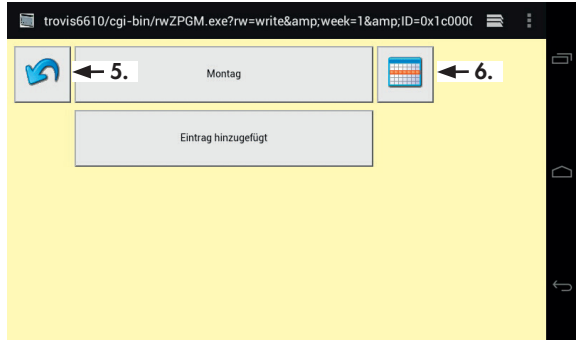 trovis6610/cgi-bin/rwZPGM.exe?rw=write&amp;week=1&amp;ID=0x1c000(
5.
Montag
6.
Eintrag hinzugefügt